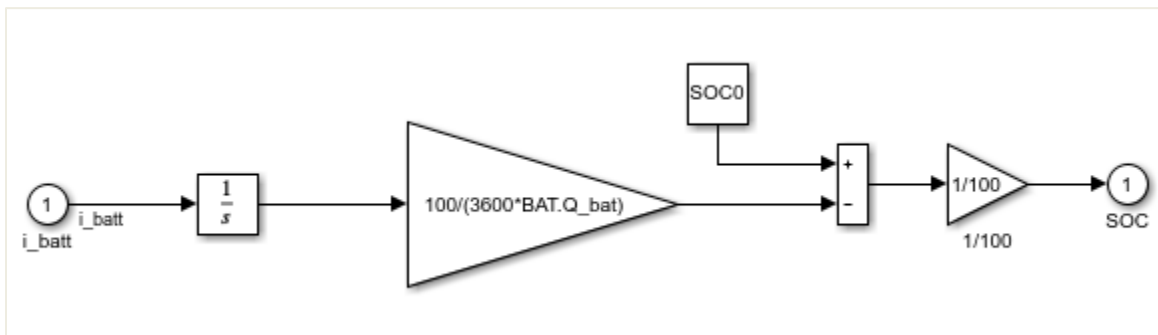 SOC0
+
1
i_batt
i_batt
1
s
100/(3600*BAT.Q_bat)
−
1/100
1/100
1
SOC